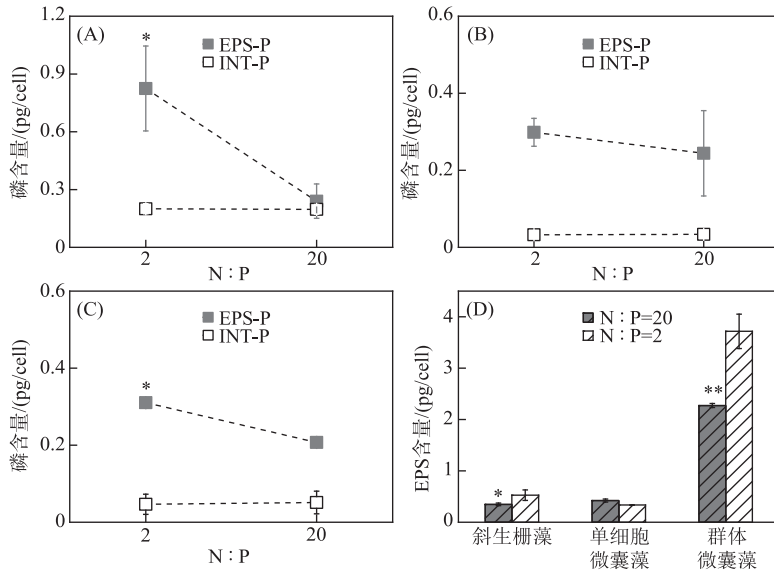 (A)
*
EPS-P
INT-P
1.2
0.9
0.6
0.3
0
磷含量/(pg/cell)
2
20
N∶P
(B)
EPS-P
INT-P
0.6
0.4
0.2
0
磷含量/(pg/cell)
2
20
N∶P
(C)
EPS-P
INT-P
*
0.6
0.4
0.2
0
磷含量/(pg/cell)
2
20
N∶P
(D)
N∶P=20
N∶P=2
4
3
2
1
0
EPS含量/(pg/cell)
*
**
斜生栅藻
单细胞
微囊藻
群体
微囊藻